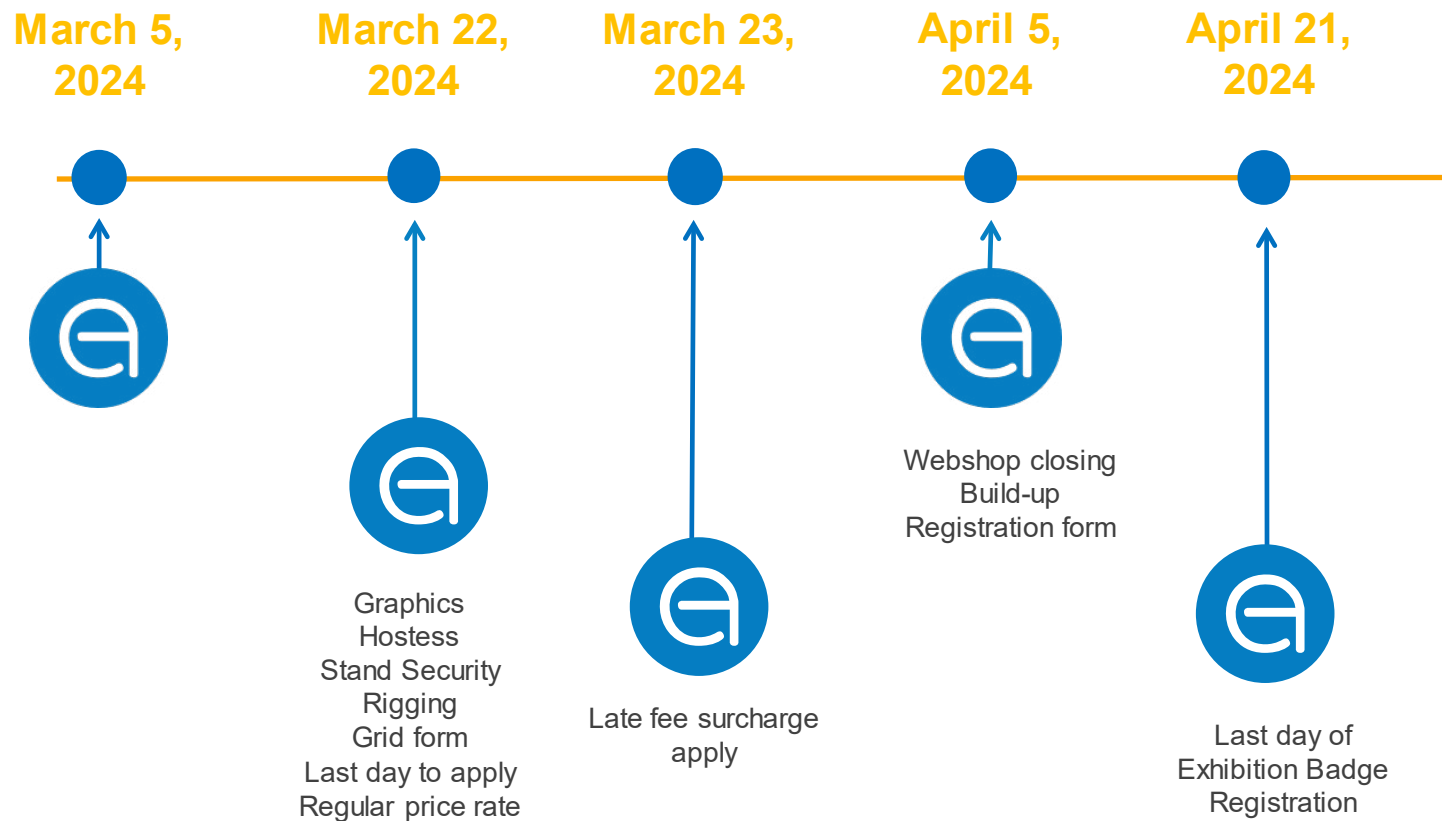 March 5,
2024
March 22,
2024
March 23,
2024
April 5,
2024
April 21,
2024
Graphics
Hostess
Stand Security
Rigging
Grid form
Last day to apply
Regular price rate
Late fee surcharge
apply
Webshop closing
Build-up
Registration form
Last day of
Exhibition Badge
Registration